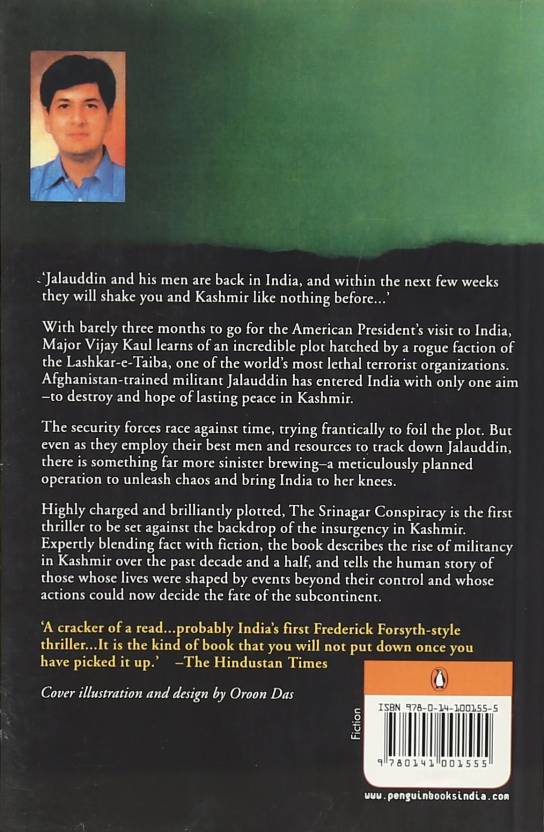 ‘Jalauddin and his men are back in India, and within the next few weeks
they will shake you and Kashmir like nothing before...’
With barely three months to go for the American President’s visit to India,
Major Vijay Kaul learns of an incredible plot hatched by a rogue faction of
the Lashkar-e-Taiba, one of the world’s most lethal terrorist organizations.
Afghanistan-trained militant Jalauddin has entered India with only one aim
–to destroy and hope of lasting peace in Kashmir.
The security forces race against time, trying frantically to foil the plot. But
even as they employ their best men and resources to track down Jalauddin,
there is something far more sinister brewing–a meticulously planned
operation to unleash chaos and bring India to her knees.
Highly charged and brilliantly plotted, The Srinagar Conspiracy is the first
thriller to be set against the backdrop of the insurgency in Kashmir.
Expertly blending fact with fiction, the book describes the rise of militancy
in Kashmir over the past decade and a half, and tells the human story of
those whose lives were shaped by events beyond their control and whose
actions could now decide the fate of the subcontinent.
‘A cracker of a read...probably India’s first Frederick Forsyth-style
thriller...It is the kind of book that you will not put down once you
have picked it up.’ –The Hindustan Times
Cover illustration and design by Oroon Das
Fiction
ISBN 978-0-14-100155-5
9780141001555
www.penguinbooksindia.com